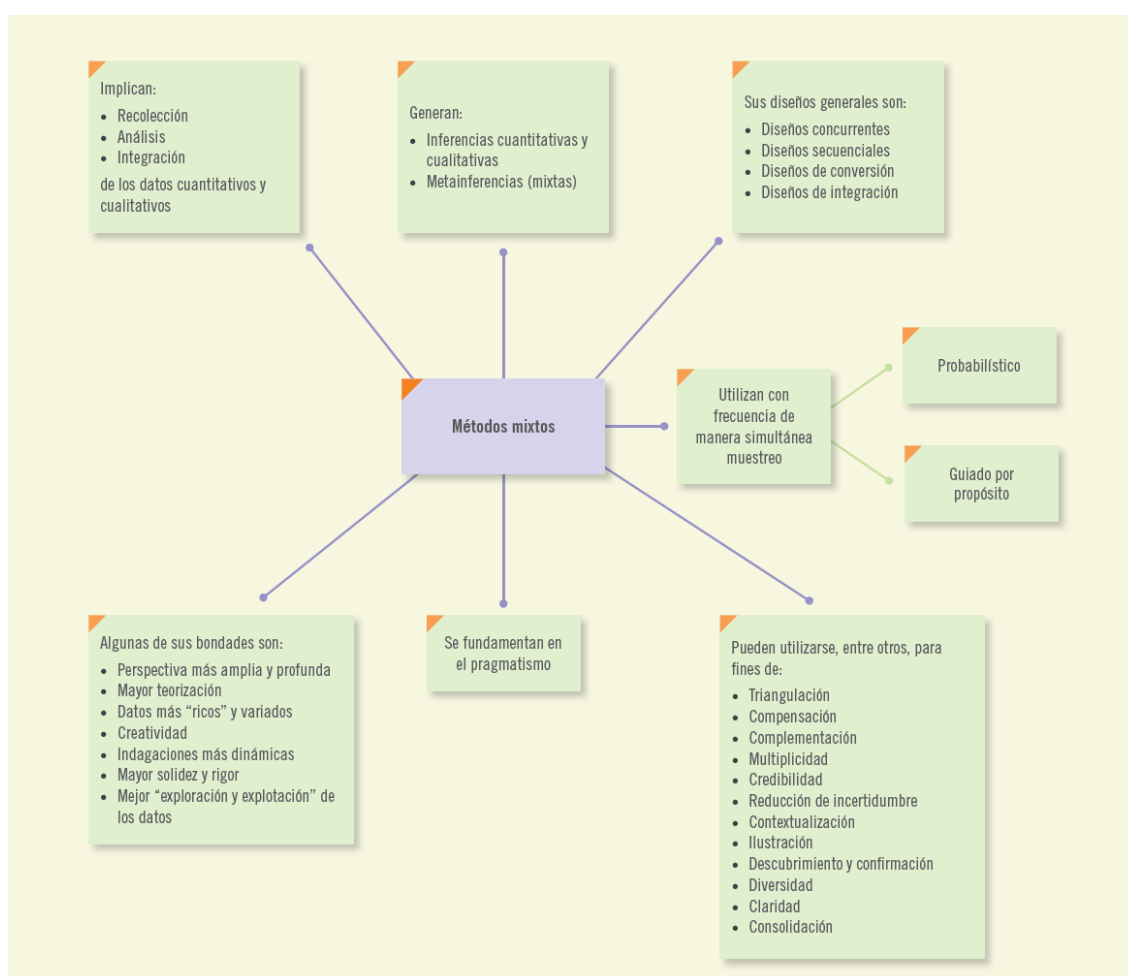 Implican:
• Recolección
• Análisis
• Integración
de los datos cuantitativos y
cualitativos
Generan:
• Inferencias cuantitativas y
cualitativas
• Metainferencias (mixtas)
Sus diseños generales son:
• Diseños concurrentes
• Diseños secuenciales
• Diseños de conversión
• Diseños de integración
Métodos mixtos
Utilizan con
frecuencia de
manera simultánea
muestreo
Probabilístico
Guiado por
propósito
Algunas de sus bondades son:
• Perspectiva más amplia y profunda
• Mayor teorización
• Datos más “ricos” y variados
• Creatividad
• Indagaciones más dinámicas
• Mayor solidez y rigor
• Mejor “exploración y explotación” de
los datos
Se fundamentan en
el pragmatismo
Pueden utilizarse, entre otros, para
fines de:
• Triangulación
• Compensación
• Complementación
• Multiplicidad
• Credibilidad
• Reducción de incertidumbre
• Contextualización
• Ilustración
• Descubrimiento y confirmación
• Diversidad
• Claridad
• Consolidación